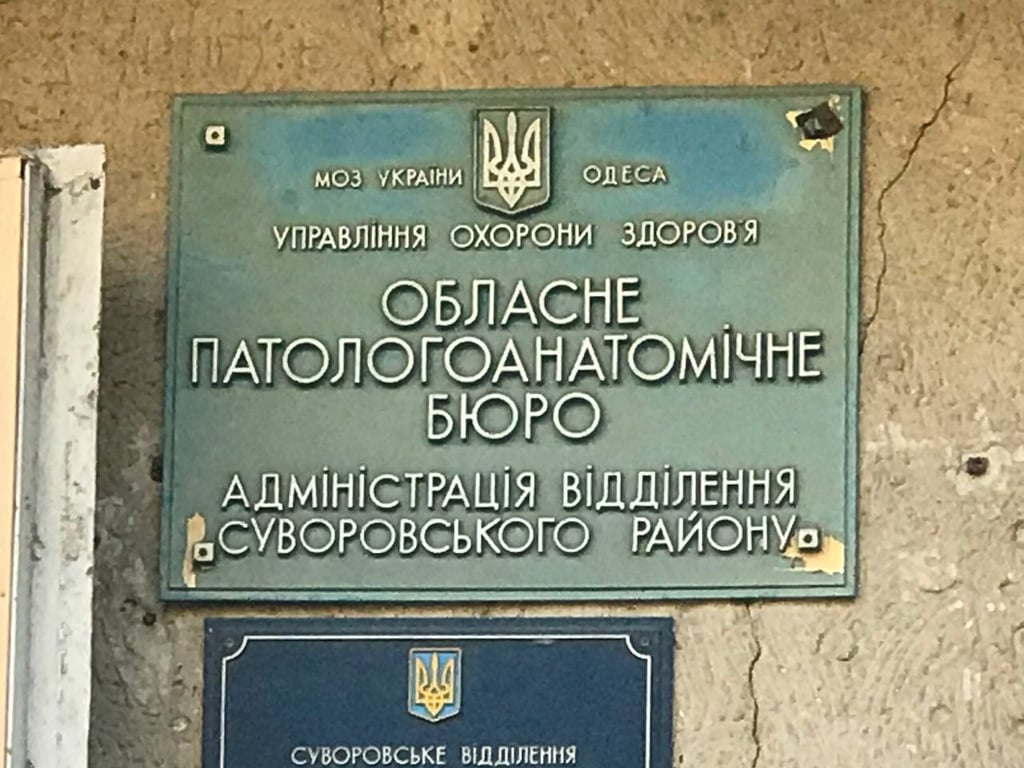 МОЗ УКРАЇНИ ОДЕСА
УПРАВЛІННЯ ОХОРОНИ ЗДОРОВ'Я
ОБЛАСНЕ
ПАТОЛОГОАНАТОМІЧНЕ
БЮРО
АДМІНІСТРАЦІЯ ВІДДІЛЕННЯ
СУВОРОВСЬКОГО РАЙОНУ
СУВОРОВСЬКЕ ВІДДІЛЕННЯ